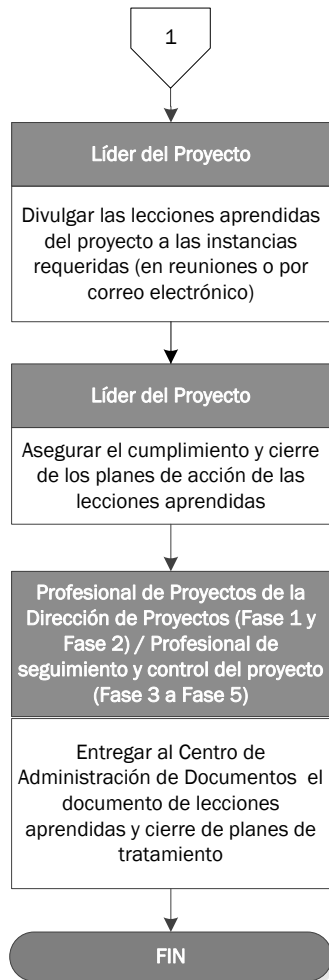 1
Líder del Proyecto
Divulgar las lecciones aprendidas
del proyecto a las instancias
requeridas (en reuniones o por
correo electrónico)
Líder del Proyecto
Asegurar el cumplimiento y cierre
de los planes de acción de las
lecciones aprendidas
Profesional de Proyectos de la
Dirección de Proyectos (Fase 1 y
Fase 2) / Profesional de
seguimiento y control del proyecto
(Fase 3 a Fase 5)
Entregar al Centro de
Administración de Documentos el
documento de lecciones
aprendidas y cierre de planes de
tratamiento
FIN